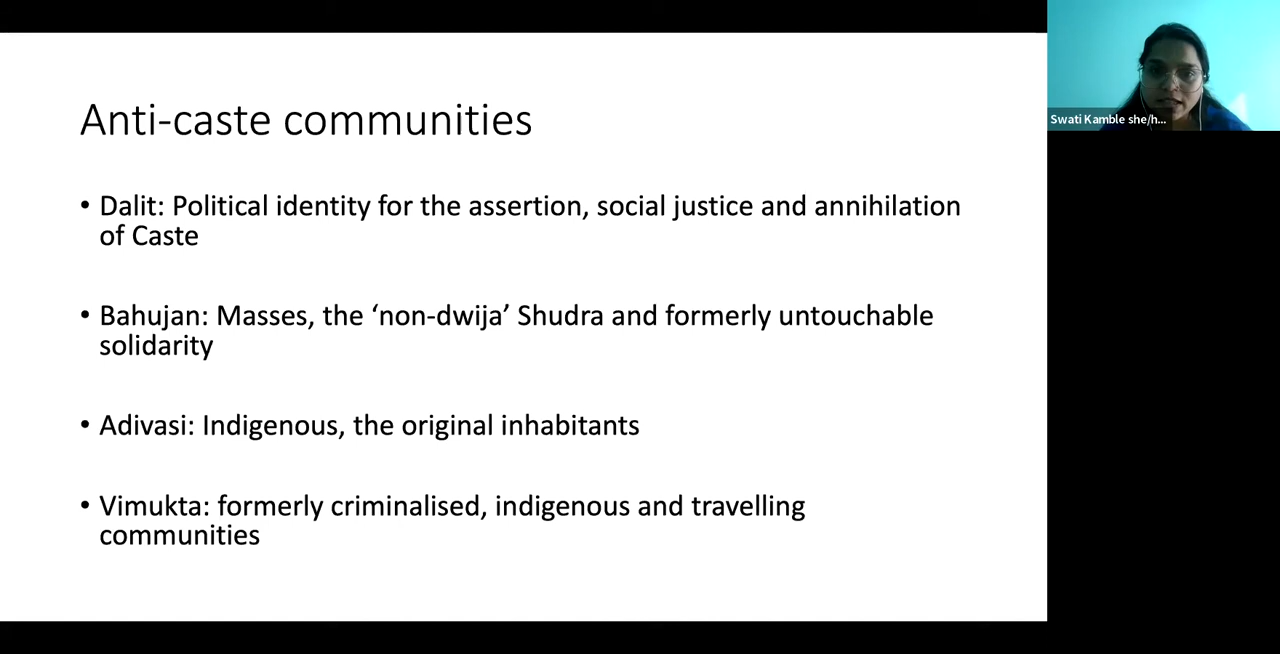 Anti-caste communities
• Dalit: Political identity for the assertion, social justice and annihilation
of Caste
• Bahujan: Masses, the ‘non-dwija’ Shudra and formerly untouchable
solidarity
• Adivasi: Indigenous, the original inhabitants
• Vimukta: formerly criminalised, indigenous and travelling
communities
Swati Kamble she/h...